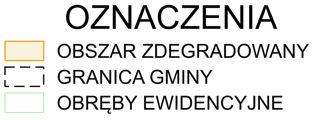 OZNACZENIA
OBSZAR ZDEGRADOWANY
GRANICA GMINY
OBRĘBY EWIDENCYJNE